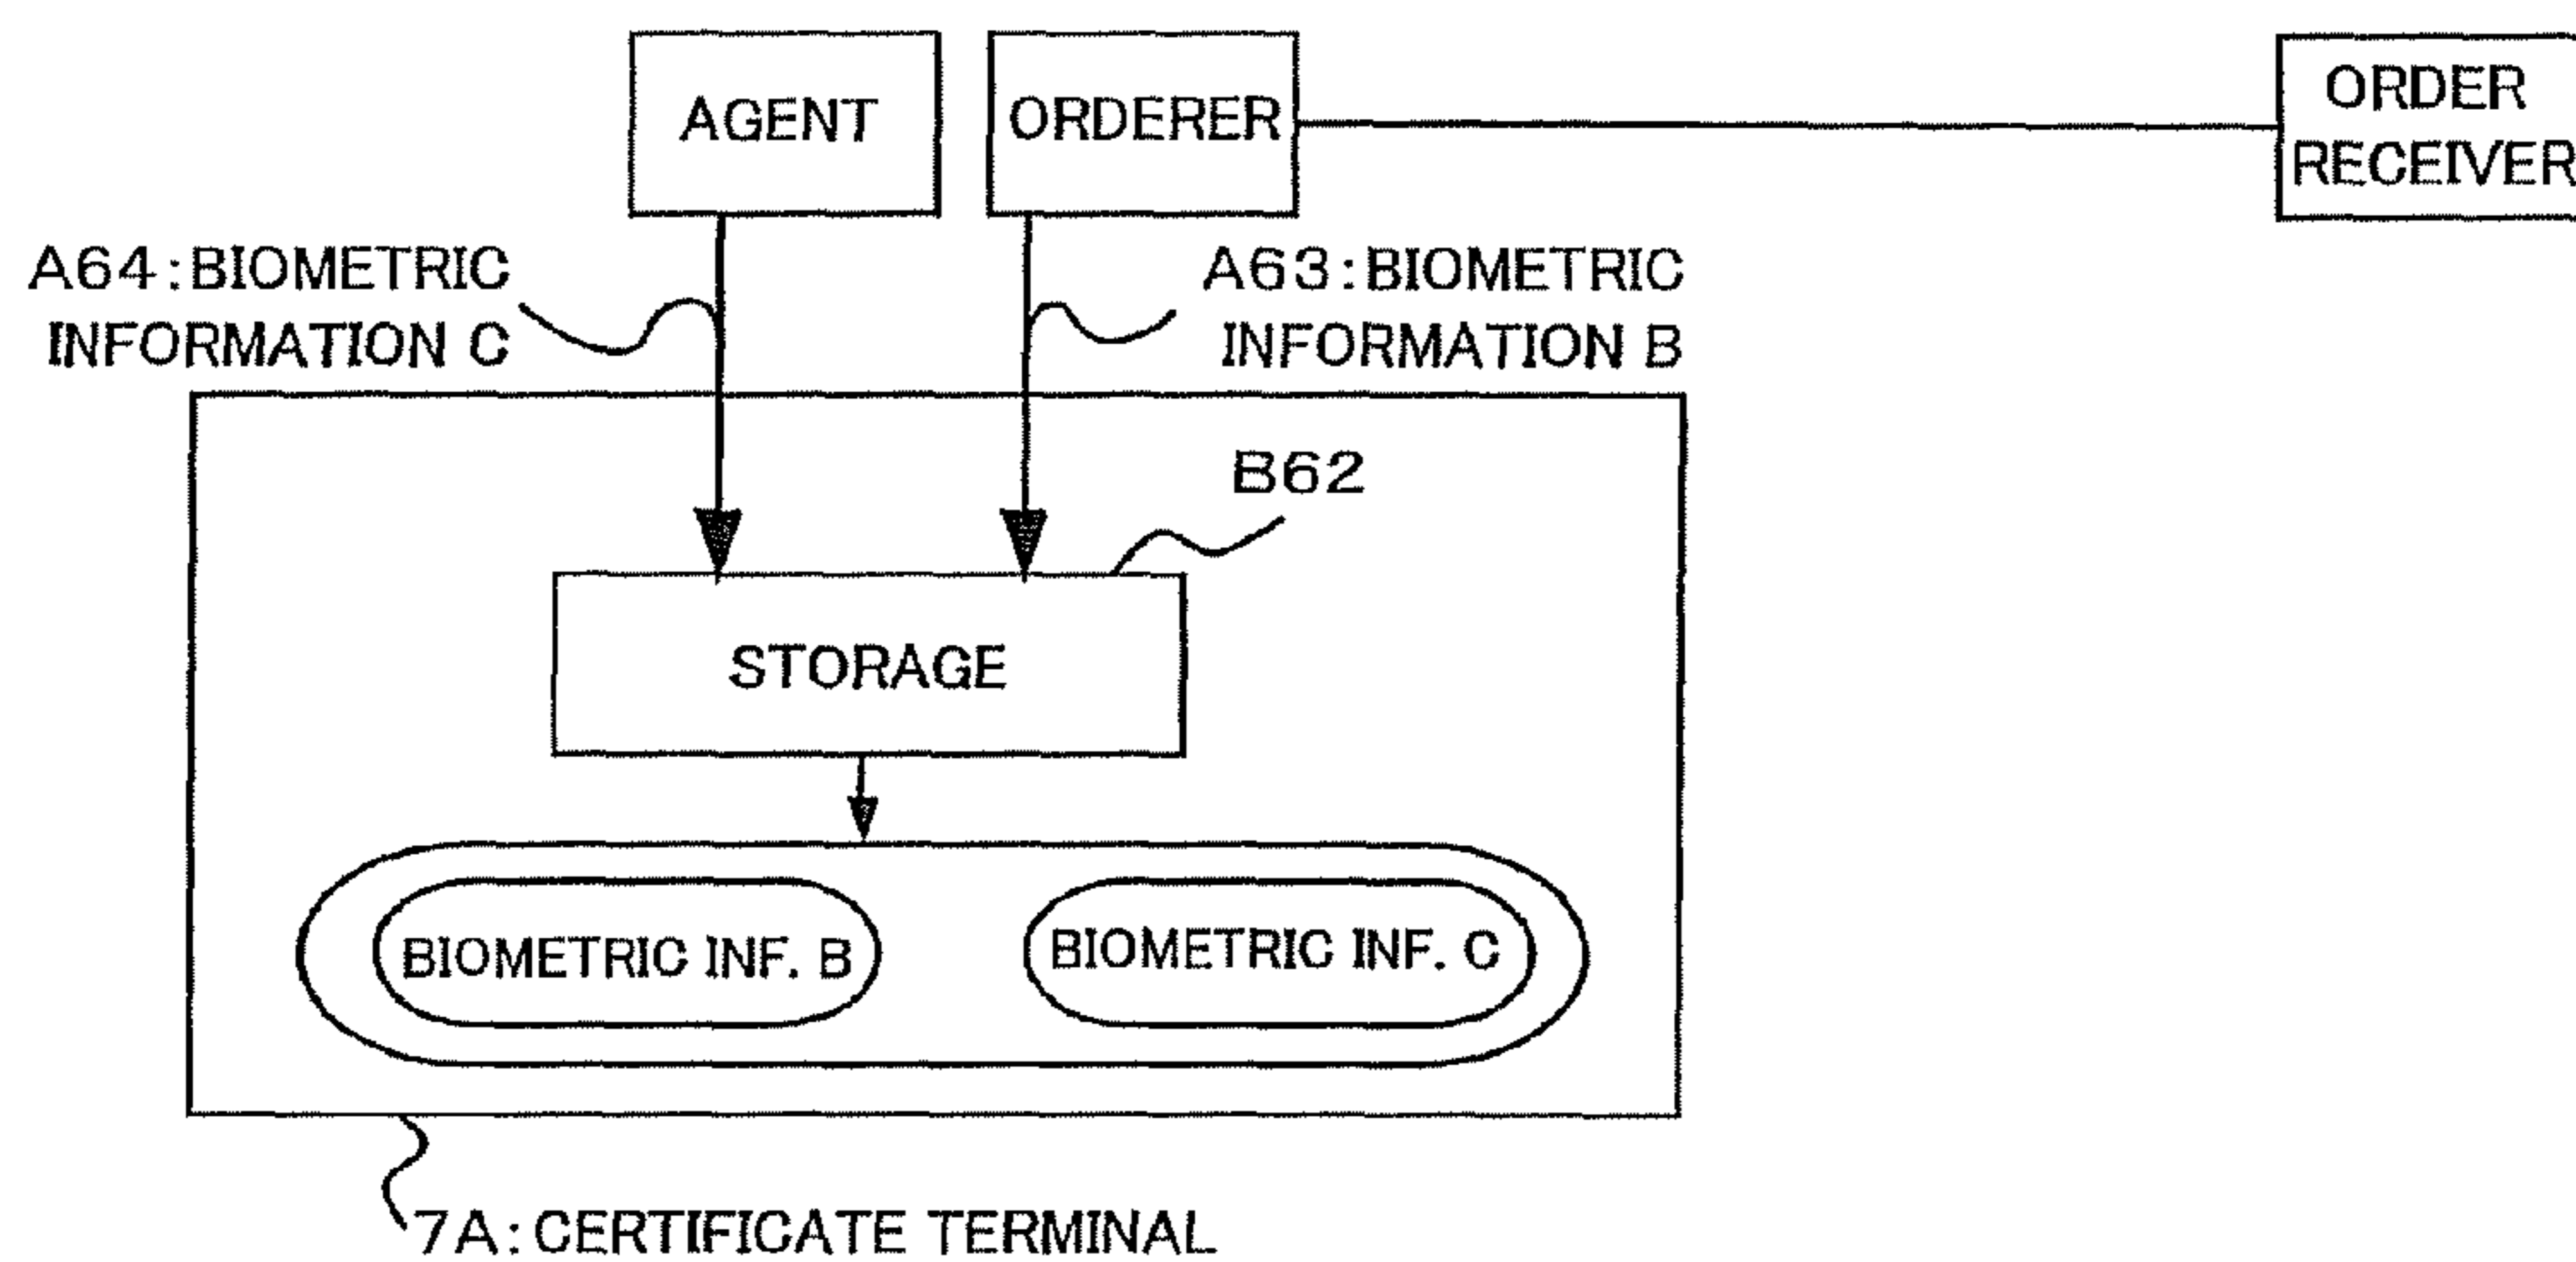 AGENT
ORDERER
ORDER
RECEIVER
A64:BIOMETRIC
INFORMATION C
A63:BIOMETRIC
INFORMATION B
B62
STORAGE
BIOMETRIC INF. B
BIOMETRIC INF. C
7A:CERTIFICATE TERMINAL